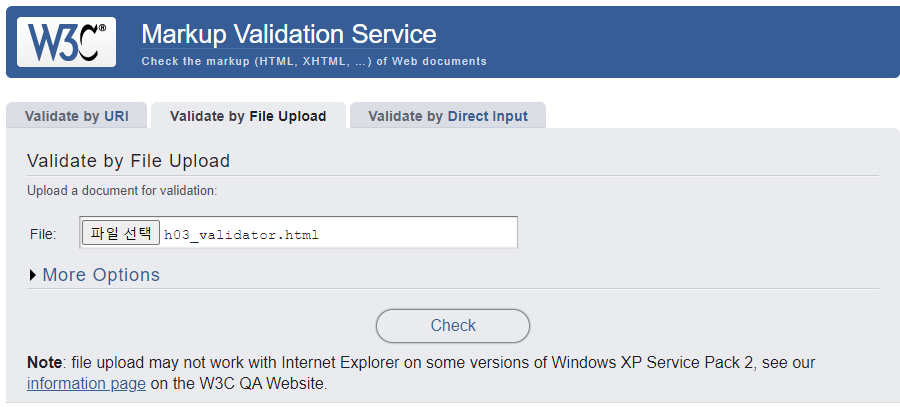 W3C® Markup Validation Service
Check the markup (HTML, XHTML, …) of Web documents
Validate by URI Validate by File Upload Validate by Direct Input
Validate by File Upload
Upload a document for validation:
File: 파일 선택 h03_validator.html
More Options
Check
Note: file upload may not work with Internet Explorer on some versions of Windows XP Service Pack 2, see our
information page on the W3C QA Website.